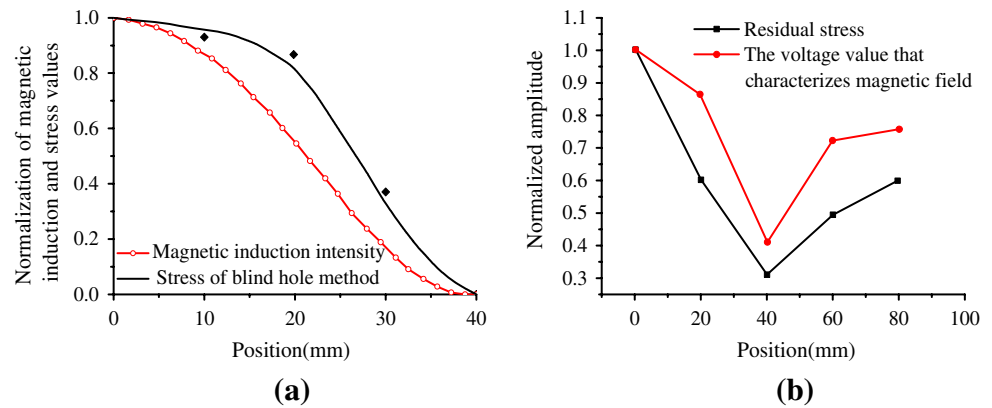 Normalization of magnetic
induction and stress values
1.0
0.8
0.6
0.4
0.2
0.0
Magnetic induction intensity
Stress of blind hole method
0
10
20
30
40
Position(mm)
(a)
Normalized amplitude
1.1
1.0
0.9
0.8
0.7
0.6
0.5
0.4
0.3
Residual stress
The voltage value that
characterizes magnetic field
0
20
40
60
80
100
Position(mm)
(b)